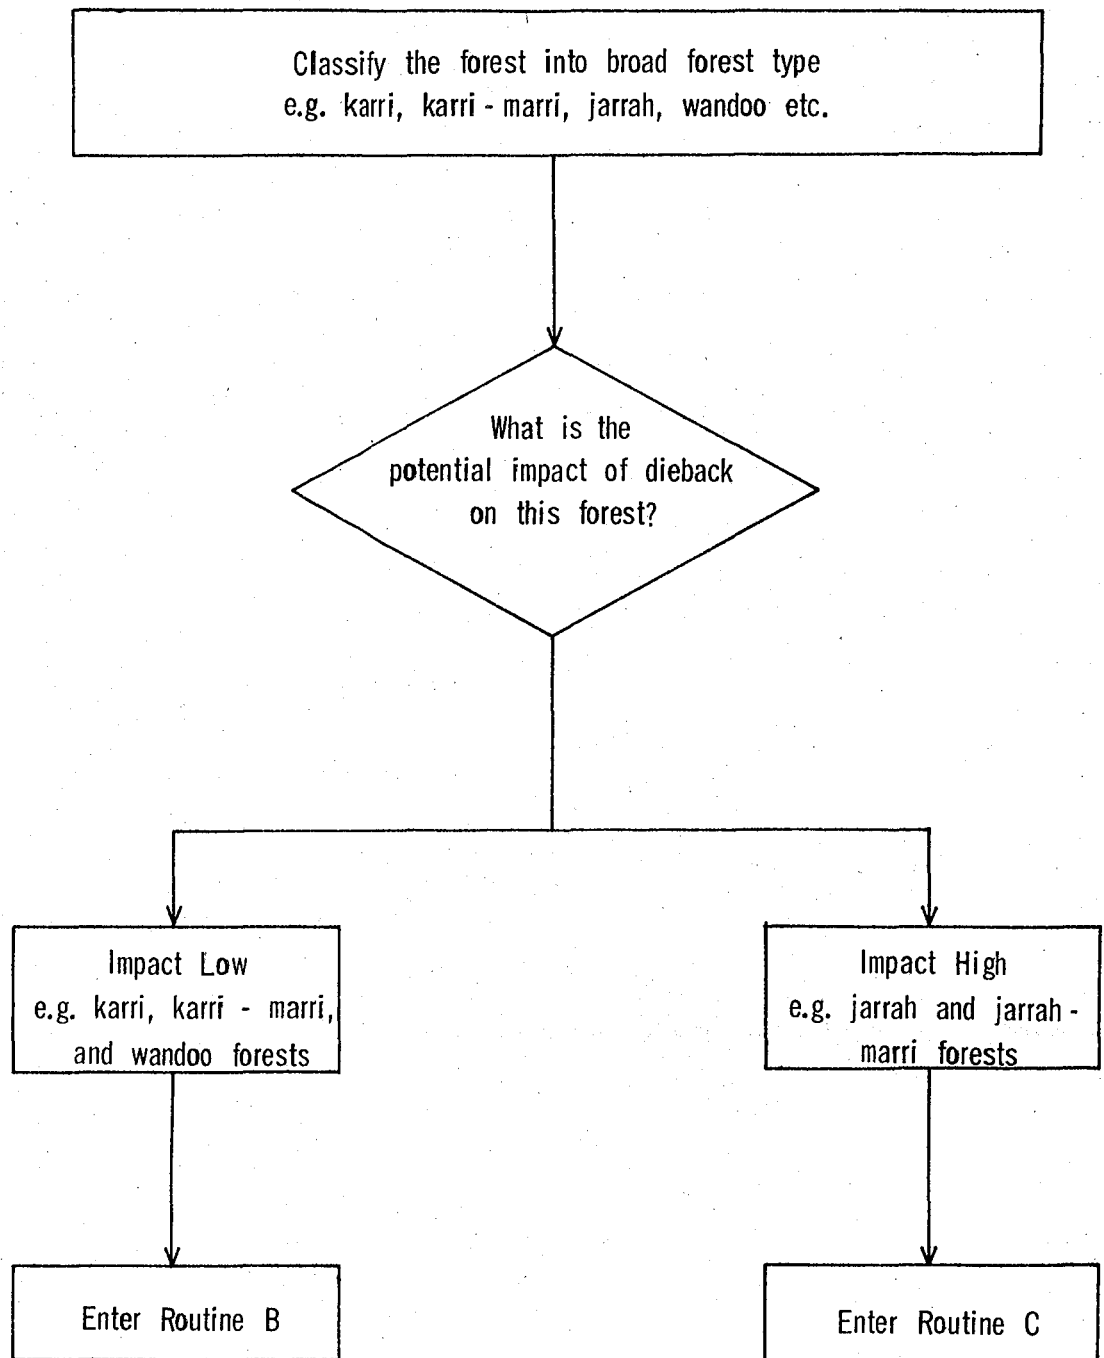 Classify the forest into broad forest type
e.g. karri, karri - marri, jarrah, wandoo etc.
What is the
potential impact of dieback
on this forest?
Impact Low
e.g. karri, karri - marri,
and wandoo forests
Impact High
e.g. jarrah and jarrah -
marri forests
Enter Routine B
Enter Routine C